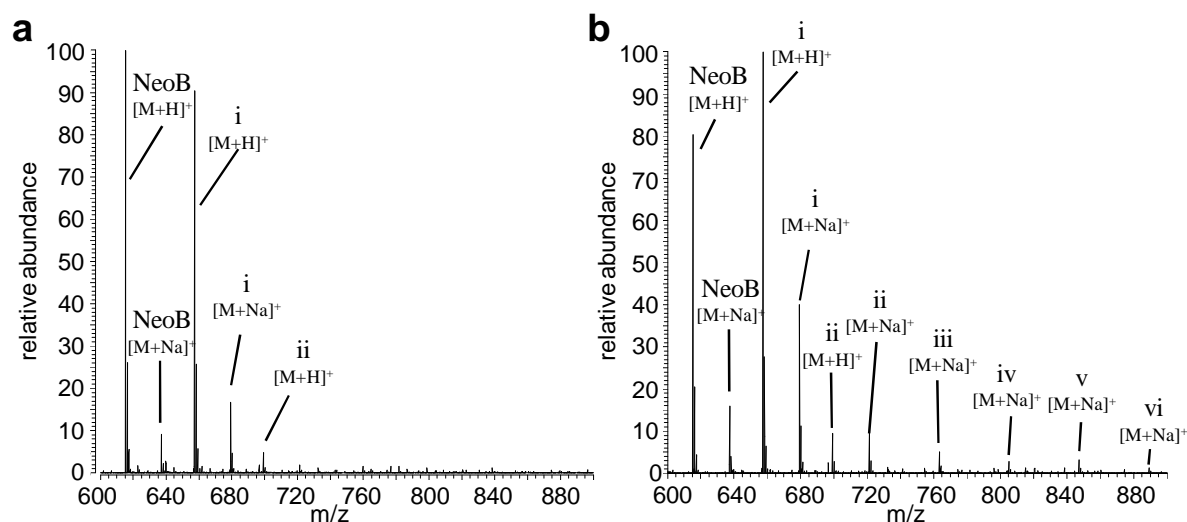 a
100
90
80
70
60
50
40
30
20
10
0
relative abundance
NeoB
[M+H]⁺
i
[M+H]⁺
NeoB
[M+Na]⁺
i
[M+Na]⁺
ii
[M+H]⁺
600 640 680 720 760 800 840 880
m/z
b
100
90
80
70
60
50
40
30
20
10
0
relative abundance
NeoB
[M+H]⁺
i
[M+H]⁺
i
[M+Na]⁺
NeoB
[M+Na]⁺
ii
[M+H]⁺
ii
[M+Na]⁺
iii
[M+Na]⁺
iv
[M+Na]⁺
v
[M+Na]⁺
vi
[M+Na]⁺
600 640 680 720 760 800 840 880
m/z